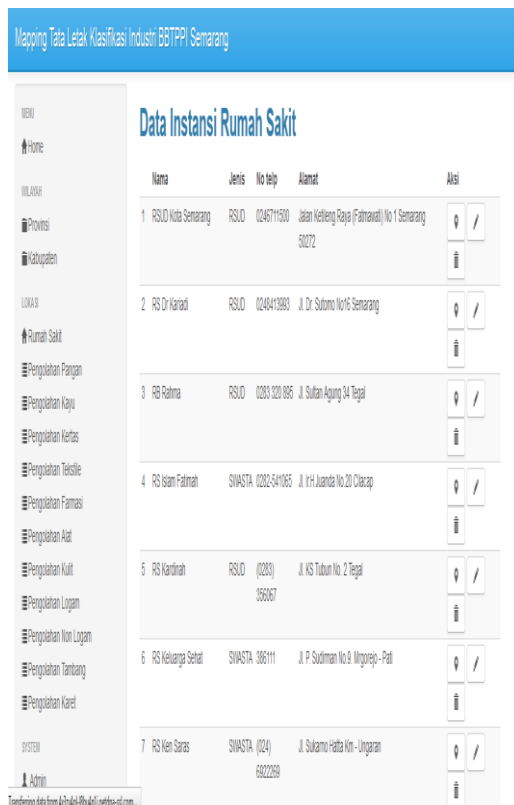 Mapping Tata Letak Klasifikasi Industri BBTPPI Semarang
MENU
Home
WILAYAH
Provinsi
Kabupaten
LOKASI
Rumah Sakit
Pengolahan Pangan
Pengolahan Kayu
Pengolahan Kertas
Pengolahan Tekstile
Pengolahan Farmasi
Pengolahan Alat
Pengolahan Kulit
Pengolahan Logam
Pengolahan Non Logam
Pengolahan Tambang
Pengolahan Karet
SYSTEM
Admin
Data Instansi Rumah Sakit
Nama Jenis No telp Alamat Aksi
1 RSUD Kota Semarang RSUD 0246711500 Jalan Ketileng Raya (Fatmawati) No 1 Semarang
50272
2 RS Dr Kariadi RSUD 0248413993 Jl. Dr. Sutomo No16 Semarang
3 RB Rahma RSUD 0283 320 895 Jl. Sultan Agung 34 Tegal
4 RS Islam Fatimah SWASTA 0282-541065 Jl. Ir.H.Juanda No.20 Cilacap
5 RS Kardinah RSUD (0283)
356067 Jl. KS Tubun No. 2 Tegal
6 RS Keluarga Sehat SWASTA 386111 Jl. P. Sudirman No.9 Mrgorejo - Pati
7 RS Ken Saras SWASTA (024)
6922269 Jl. Sukarno Hatta Km - Ungaran
Transferring data from